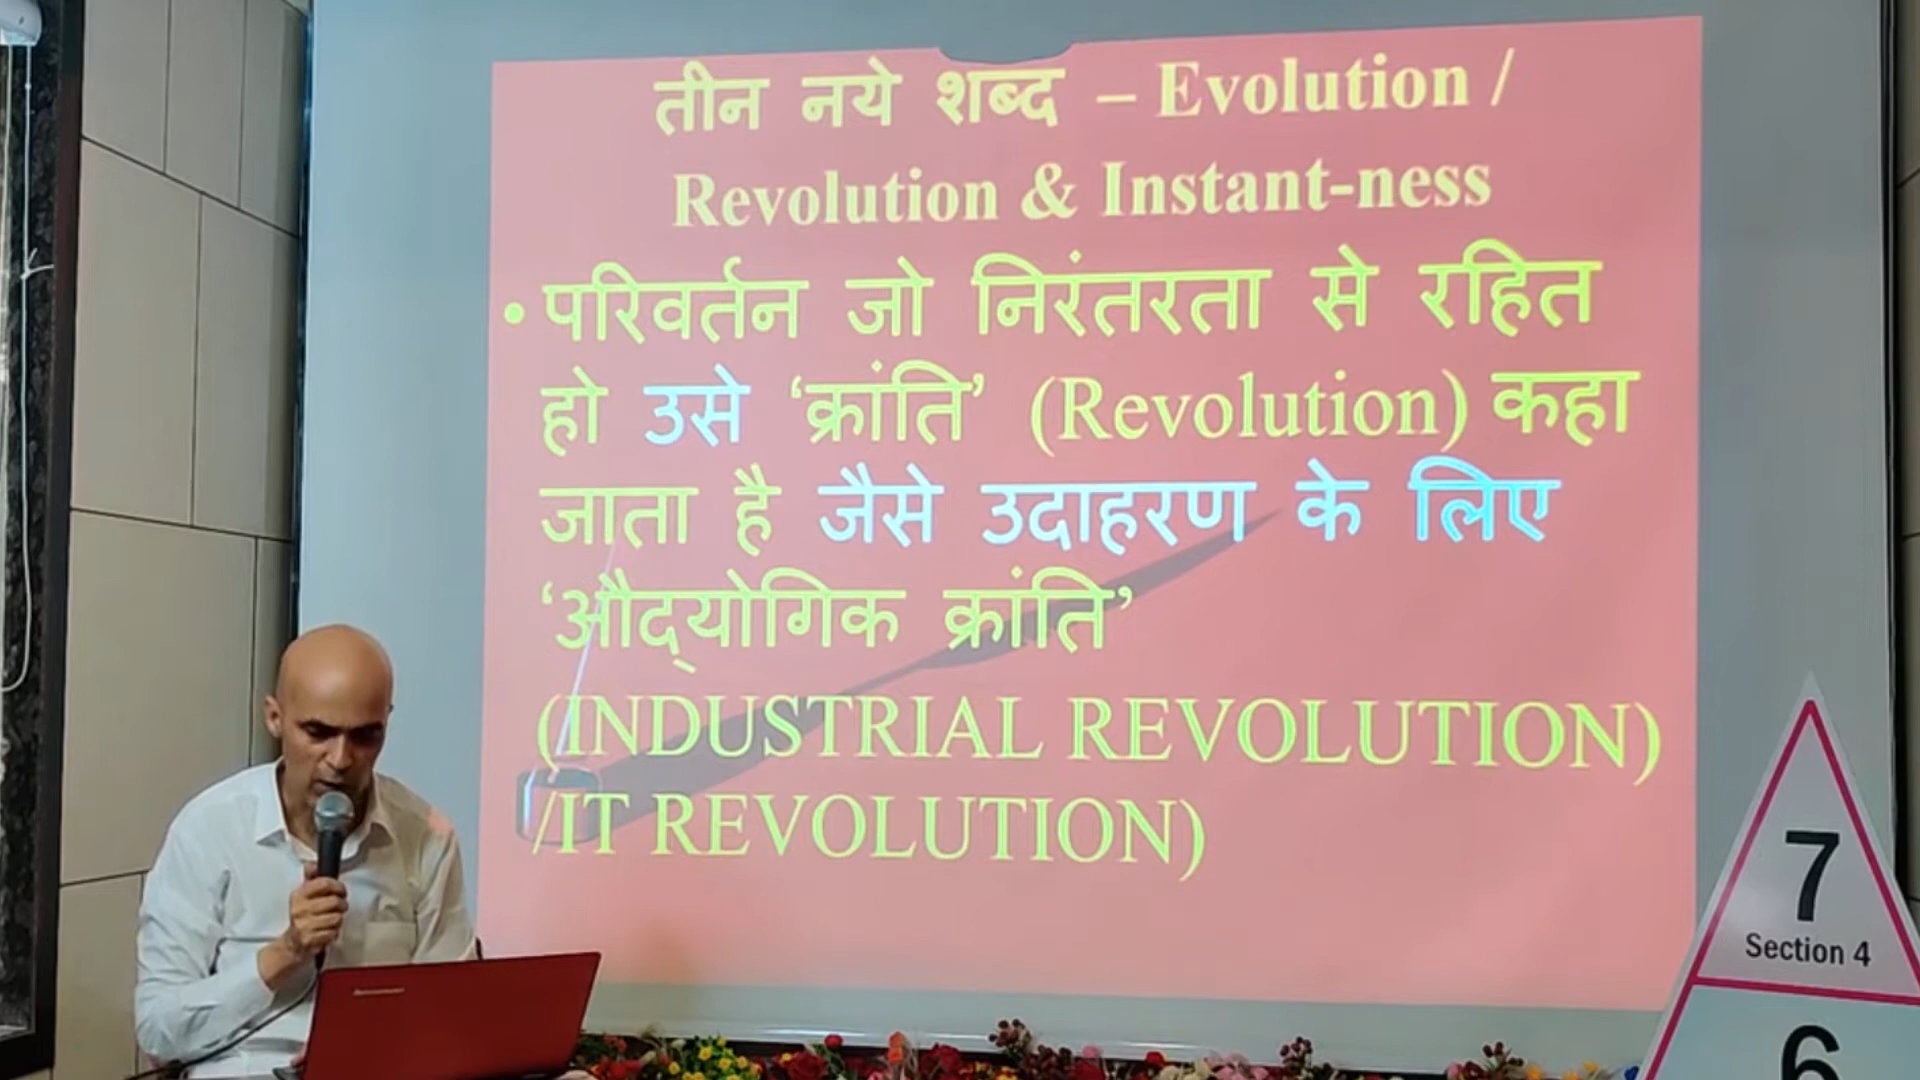 तीन नये शब्द – Evolution /
Revolution & Instant-ness
• परिवर्तन जो निरंतरता से रहित
हो उसे ‘क्रांति’ (Revolution) कहा
जाता है जैसे उदाहरण के लिए
‘औद्योगिक क्रांति’
(INDUSTRIAL REVOLUTION)
/IT REVOLUTION)
7
Section 4
6